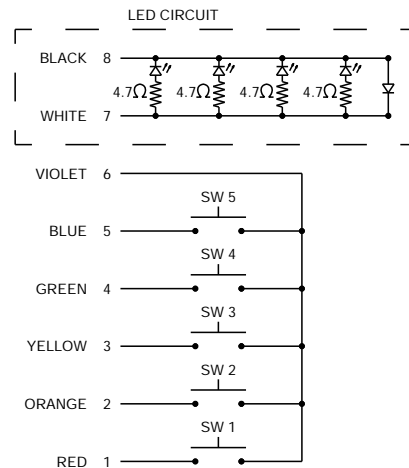 LED CIRCUIT
BLACK 8
4.7Ω 4.7Ω 4.7Ω 4.7Ω
WHITE 7
VIOLET 6
SW 5
BLUE 5
SW 4
GREEN 4
SW 3
YELLOW 3
SW 2
ORANGE 2
SW 1
RED 1